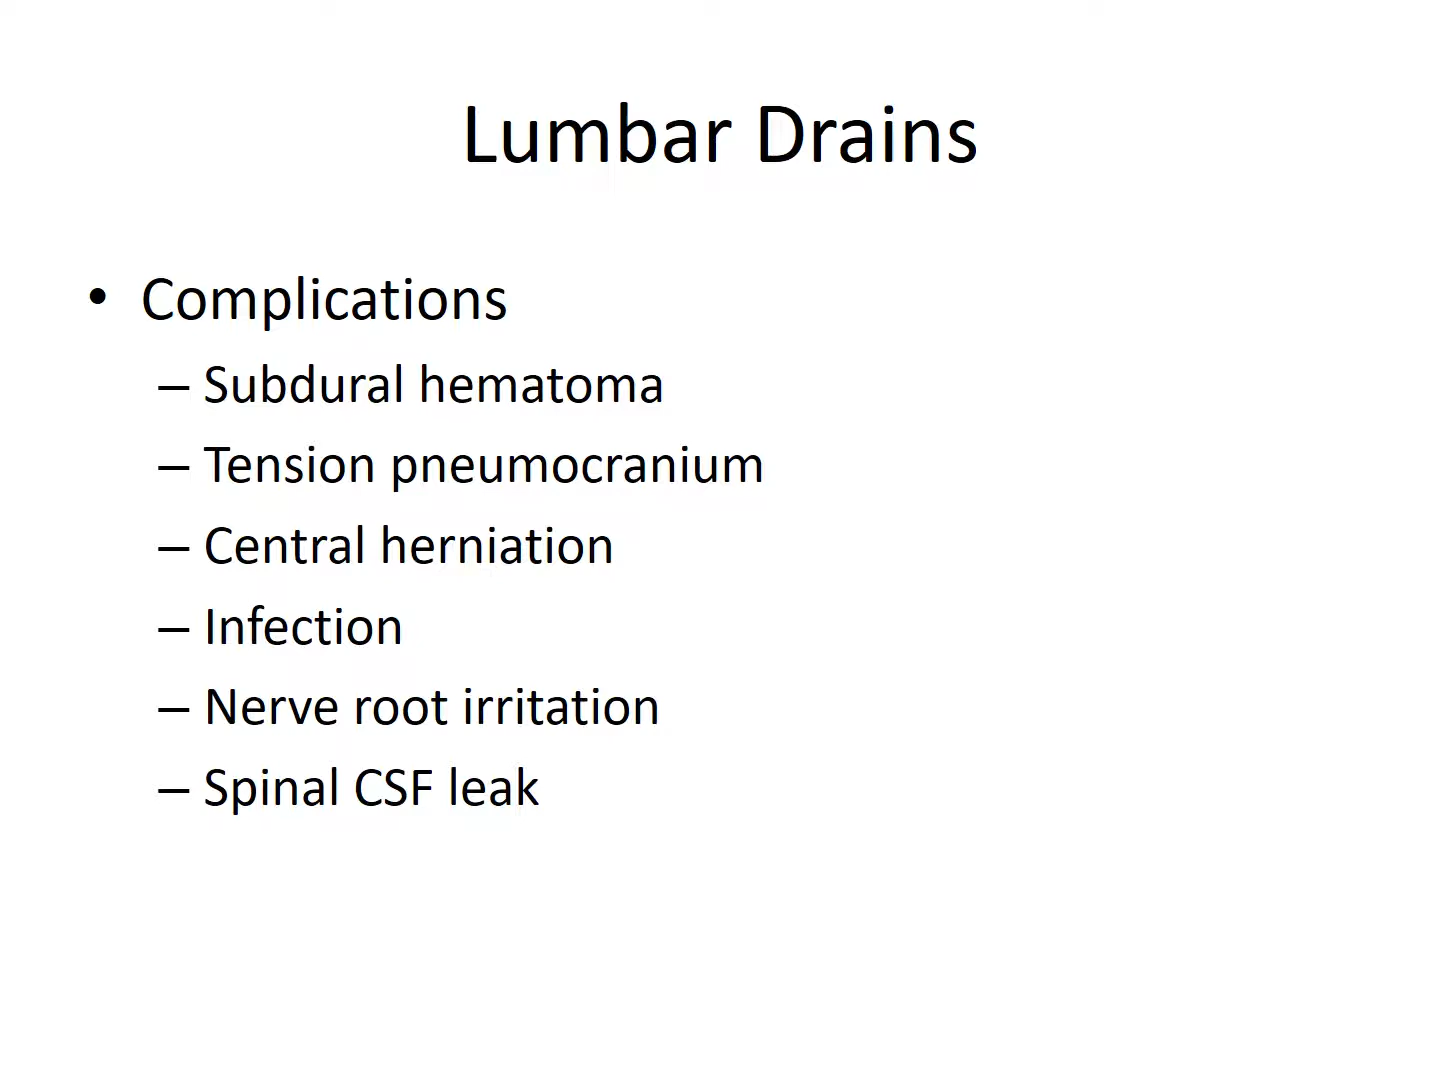 Lumbar Drains
• Complications
– Subdural hematoma
– Tension pneumocranium
– Central herniation
– Infection
– Nerve root irritation
– Spinal CSF leak